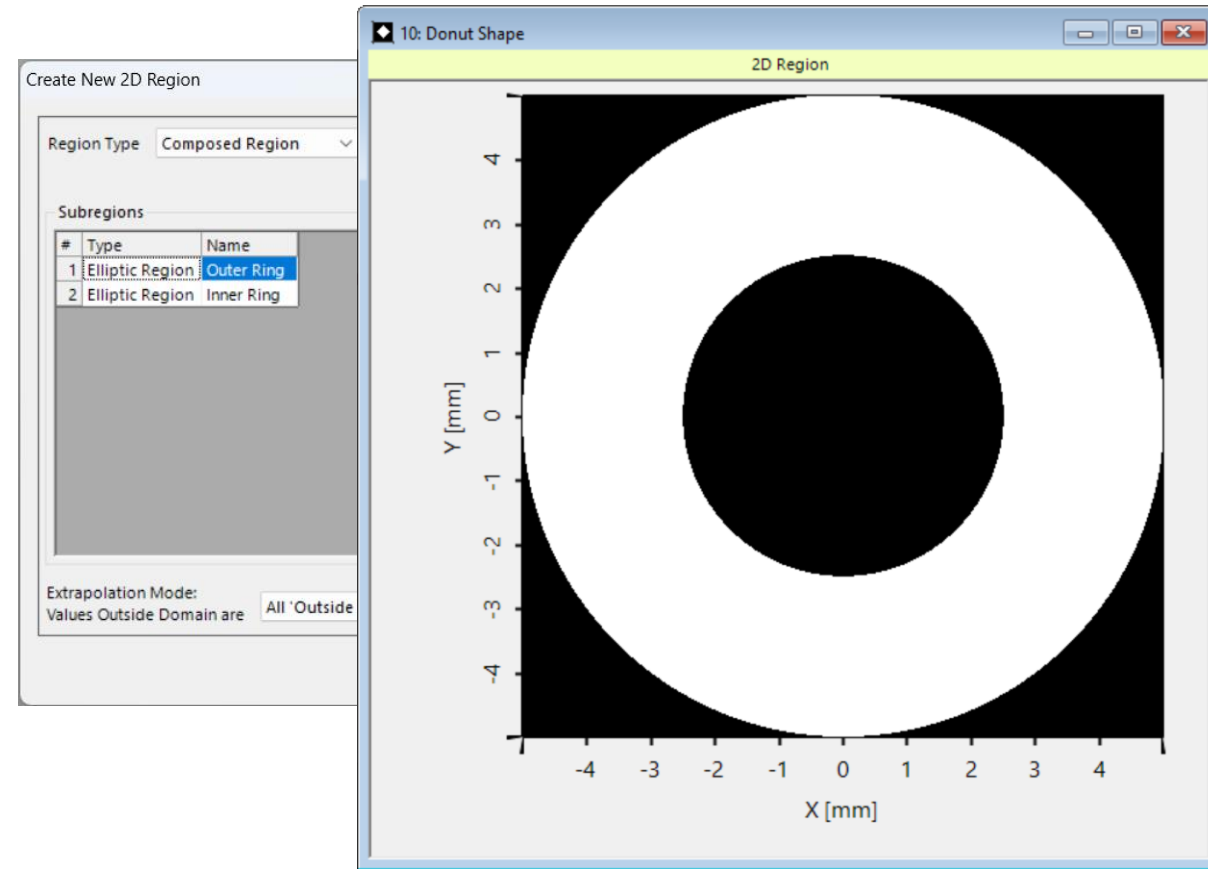 Create New 2D Region
Region Type Composed Region
Subregions
# Type Name
1 Elliptic Region Outer Ring
2 Elliptic Region Inner Ring
Extrapolation Mode:
Values Outside Domain are All 'Outside
10: Donut Shape
2D Region
4
3
2
1
0
-1
-2
-3
-4
Y [mm]
-4 -3 -2 -1 0 1 2 3 4
X [mm]